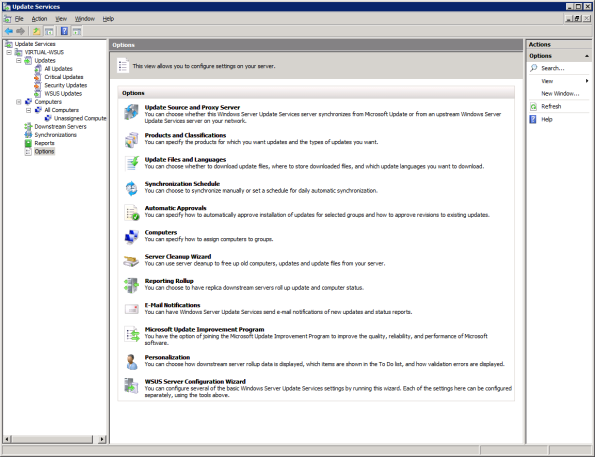 Update Services
File Action View Window Help
Update Services
VIRTUAL-WSUS
Updates
All Updates
Critical Updates
Security Updates
WSUS Updates
Computers
All Computers
Unassigned Compute
Downstream Servers
Synchronizations
Reports
Options
Options
This view allows you to configure settings on your server.
Options
Update Source and Proxy Server
You can choose whether this Windows Server Update Services server synchronizes from Microsoft Update or from an upstream Windows Server
Update Services server on your network.
Products and Classifications
You can specify the products for which you want updates and the types of updates you want.
Update Files and Languages
You can choose whether to download update files, where to store downloaded files, and which update languages you want to download.
Synchronization Schedule
You can choose to synchronize manually or set a schedule for daily automatic synchronization.
Automatic Approvals
You can specify how to automatically approve installation of updates for selected groups and how to approve revisions to existing updates.
Computers
You can specify how to assign computers to groups.
Server Cleanup Wizard
You can use server cleanup to free up old computers, updates and update files from your server.
Reporting Rollup
You can choose to have replica downstream servers roll up update and computer status.
E-Mail Notifications
You can have Windows Server Update Services send e-mail notifications of new updates and status reports.
Microsoft Update Improvement Program
You have the option of joining the Microsoft Update Improvement Program to improve the quality, reliability, and performance of Microsoft
software.
Personalization
You can choose how downstream server rollup data is displayed, which items are shown in the To Do list, and how validation errors are displayed.
WSUS Server Configuration Wizard
You can configure several of the basic Windows Server Update Services settings by running this wizard. Each of the settings here can be configured
separately, using the tools above.
Actions
Options
Search...
View
New Window...
Refresh
Help